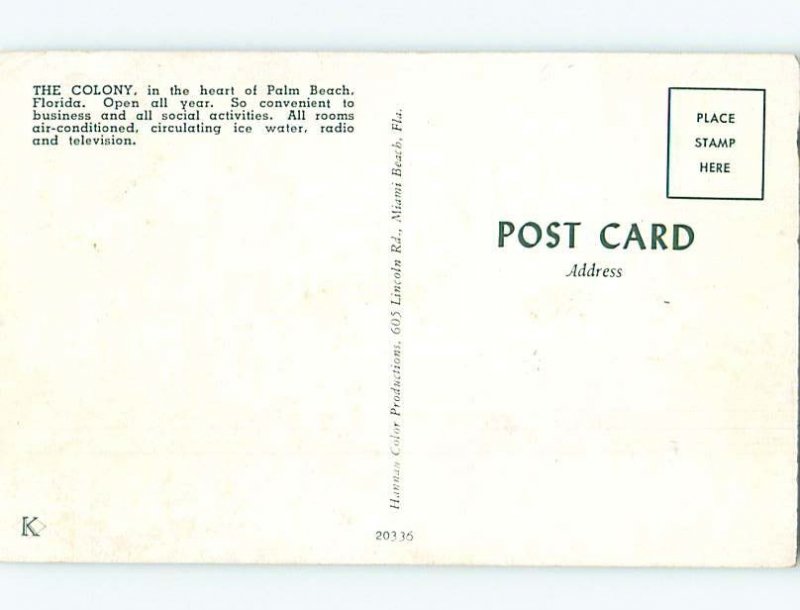 THE COLONY, in the heart of Palm Beach,
Florida. Open all year. So convenient to
business and all social activities. All rooms
air-conditioned, circulating ice water, radio
and television.
Hannau Color Productions, 605 Lincoln Rd., Miami Beach, Fla.
PLACE
STAMP
HERE
POST CARD
Address
K
20336